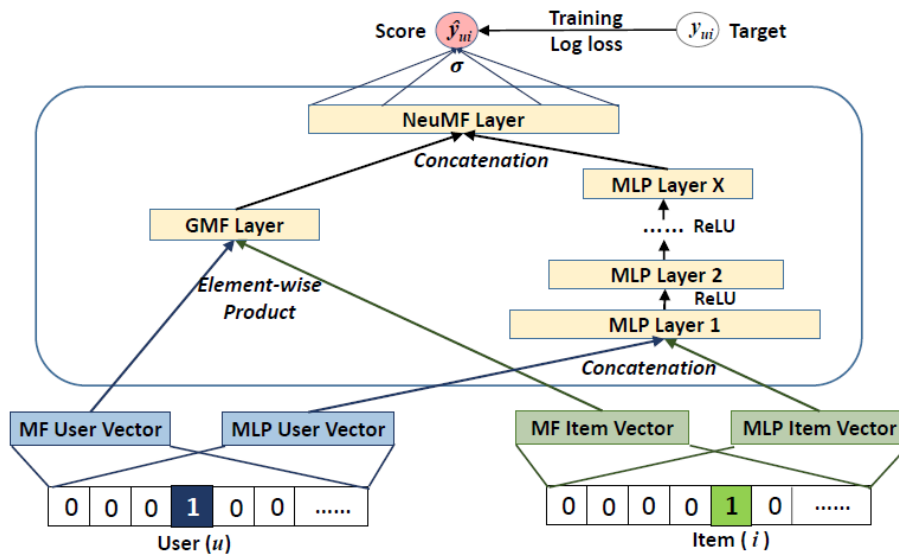 Score ŷui Training yui Target
Log loss
σ
NeuMF Layer
Concatenation
MLP Layer X
GMF Layer
...... ReLU
Element-wise
Product
MLP Layer 2
ReLU
MLP Layer 1
Concatenation
MF User Vector MLP User Vector MF Item Vector MLP Item Vector
0 0 0 1 0 0 ...... 0 0 0 0 1 0 ......
User (u) Item ( i )